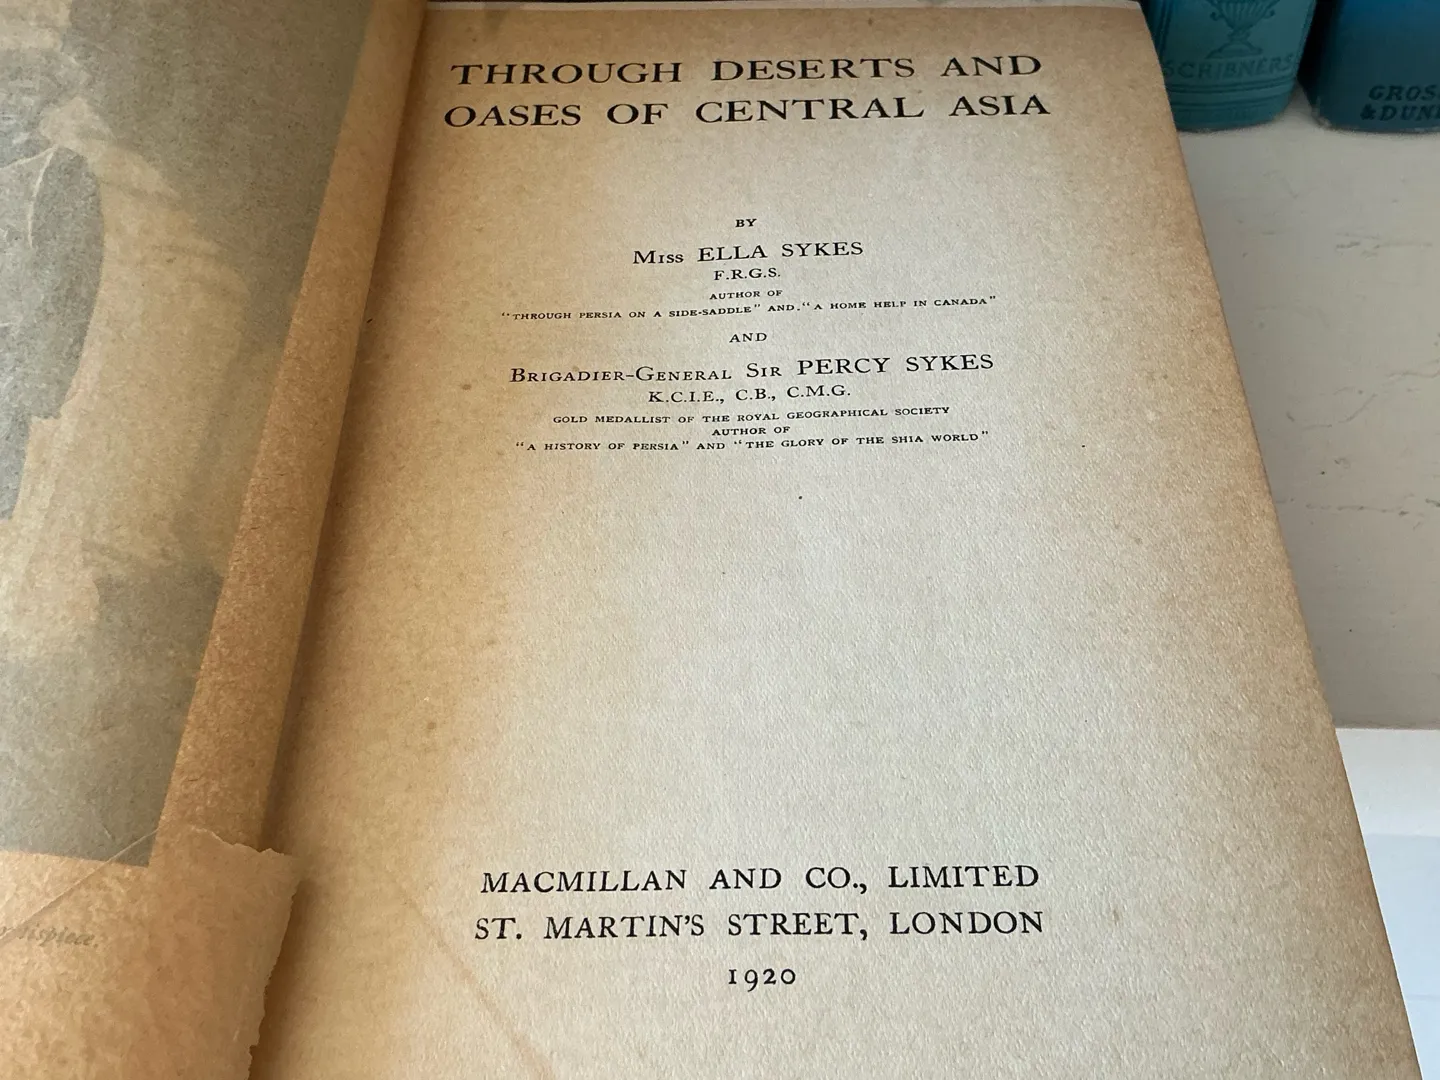 THROUGH DESERTS AND
OASES OF CENTRAL ASIA
BY
Miss ELLA SYKES
F.R.G.S.
AUTHOR OF
"THROUGH PERSIA ON A SIDE-SADDLE" AND "A HOME HELP IN CANADA"
AND
Brigadier-General Sir PERCY SYKES
K.C.I.E., C.B., C.M.G.
GOLD MEDALLIST OF THE ROYAL GEOGRAPHICAL SOCIETY
AUTHOR OF
"A HISTORY OF PERSIA" AND "THE GLORY OF THE SHIA WORLD"
MACMILLAN AND CO., LIMITED
ST. MARTIN'S STREET, LONDON
1920
SCRIBNERS